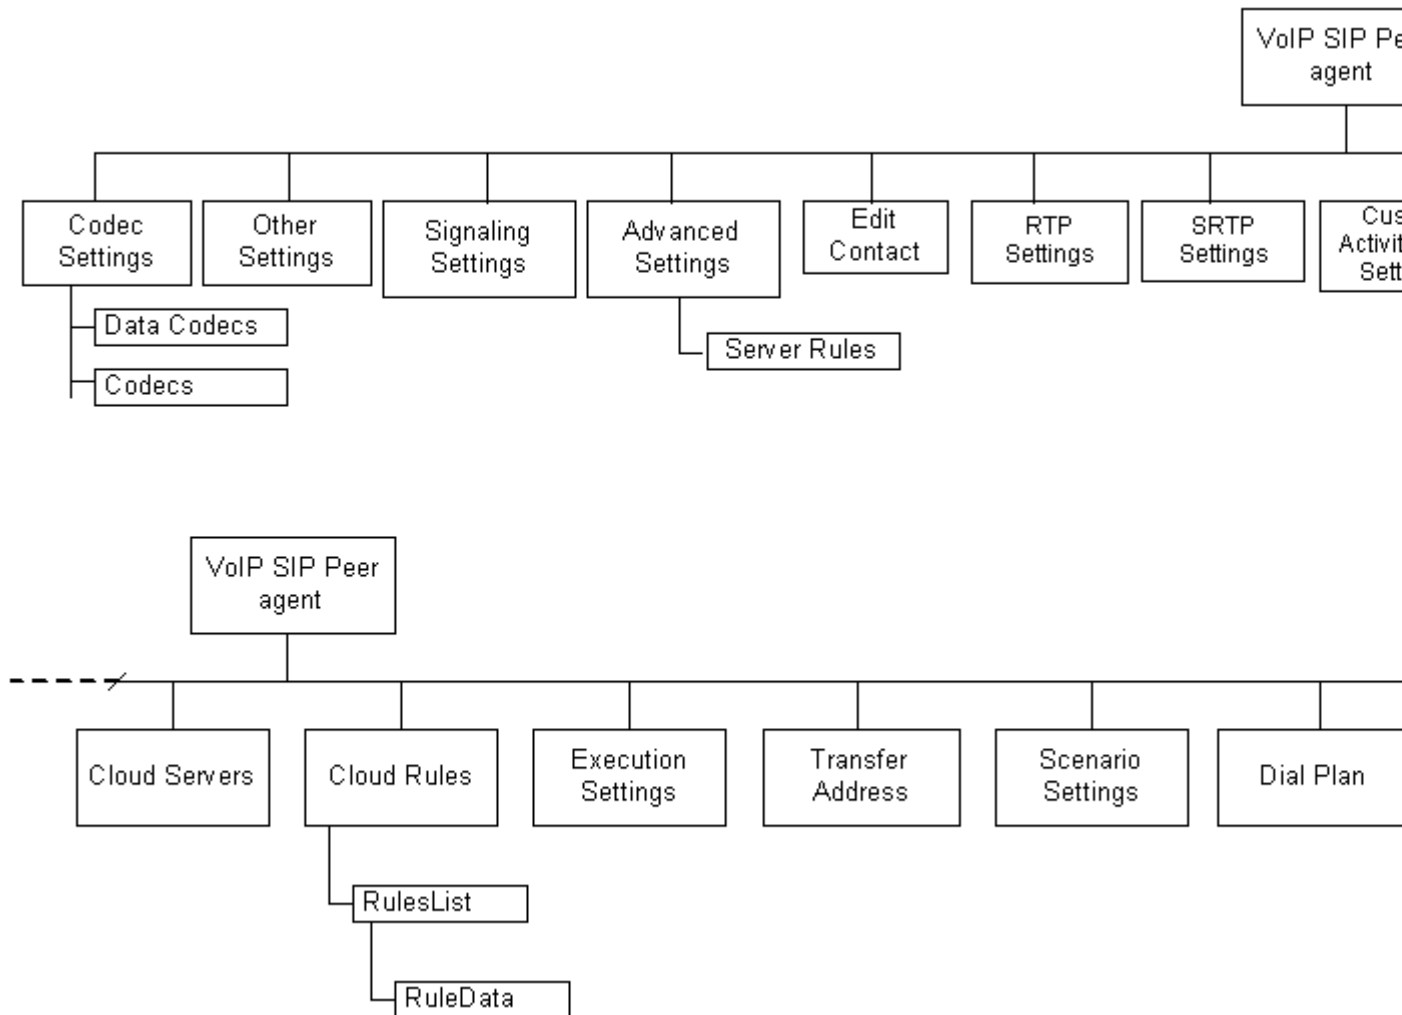 VoIP SIP
agent
Codec
Settings
Other
Settings
Signaling
Settings
Advanced
Settings
Edit
Contact
RTP
Settings
SRTP
Settings
Data Codecs
Codecs
Server Rules
VoIP SIP Peer
agent
Cloud Servers
Cloud Rules
Execution
Settings
Transfer
Address
Scenario
Settings
Dial Plan
RulesList
RuleData